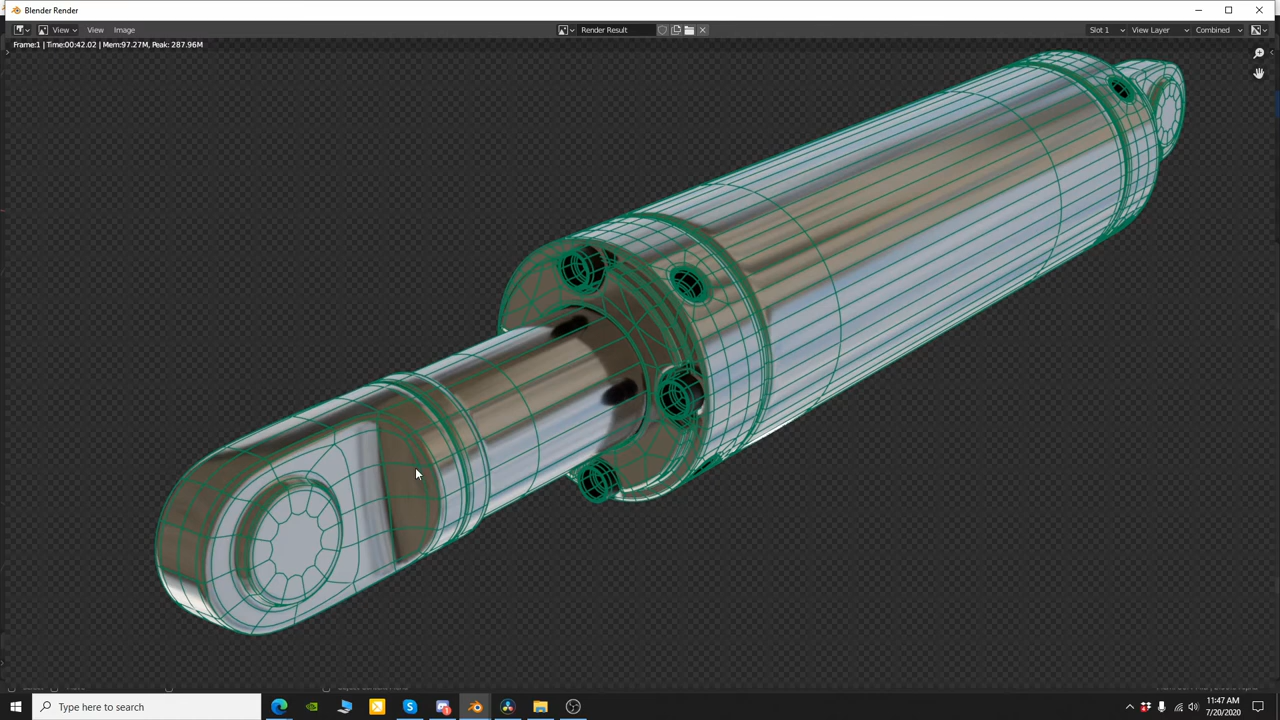 Blender Render
View View Image Render Result Slot 1 View Layer Combined
Frame:1 | Time:00:42.02 | Mem:97.27M, Peak: 287.96M
Type here to search
11:47 AM
7/20/2020